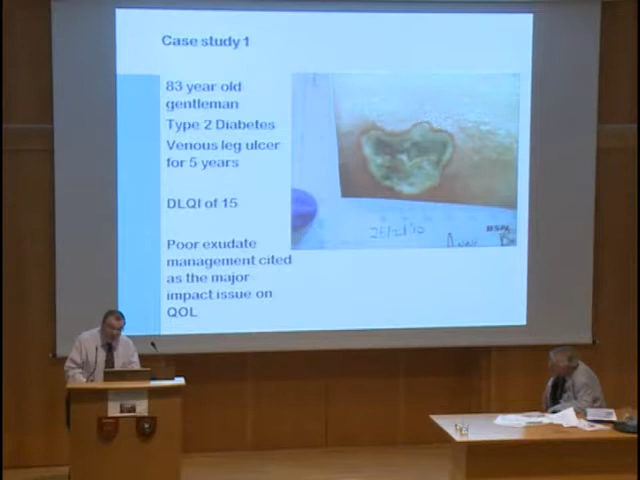 Case study 1
83 year old
gentleman
Type 2 Diabetes
Venous leg ulcer
for 5 years
DLQI of 15
Poor exudate
management cited
as the major
impact issue on
QOL
BSN